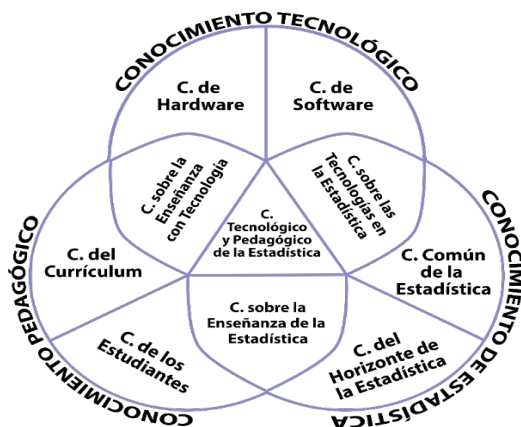 CONOCIMIENTO TECNOLÓGICO
C. de
Hardware
C. de
Software
C. sobre la
Enseñanza
con Tecnología
C. sobre las
Tecnologías en
la Estadística
C.
Tecnológico
y Pedagógico
de la Estadística
C. del
Currículum
C. Común
de la
Estadística
C. sobre la
Enseñanza de la
Estadística
C. de los
Estudiantes
C. del
Horizonte de
la Estadística
CONOCIMIENTO PEDAGÓGICO
CONOCIMIENTO DE ESTADÍSTICA